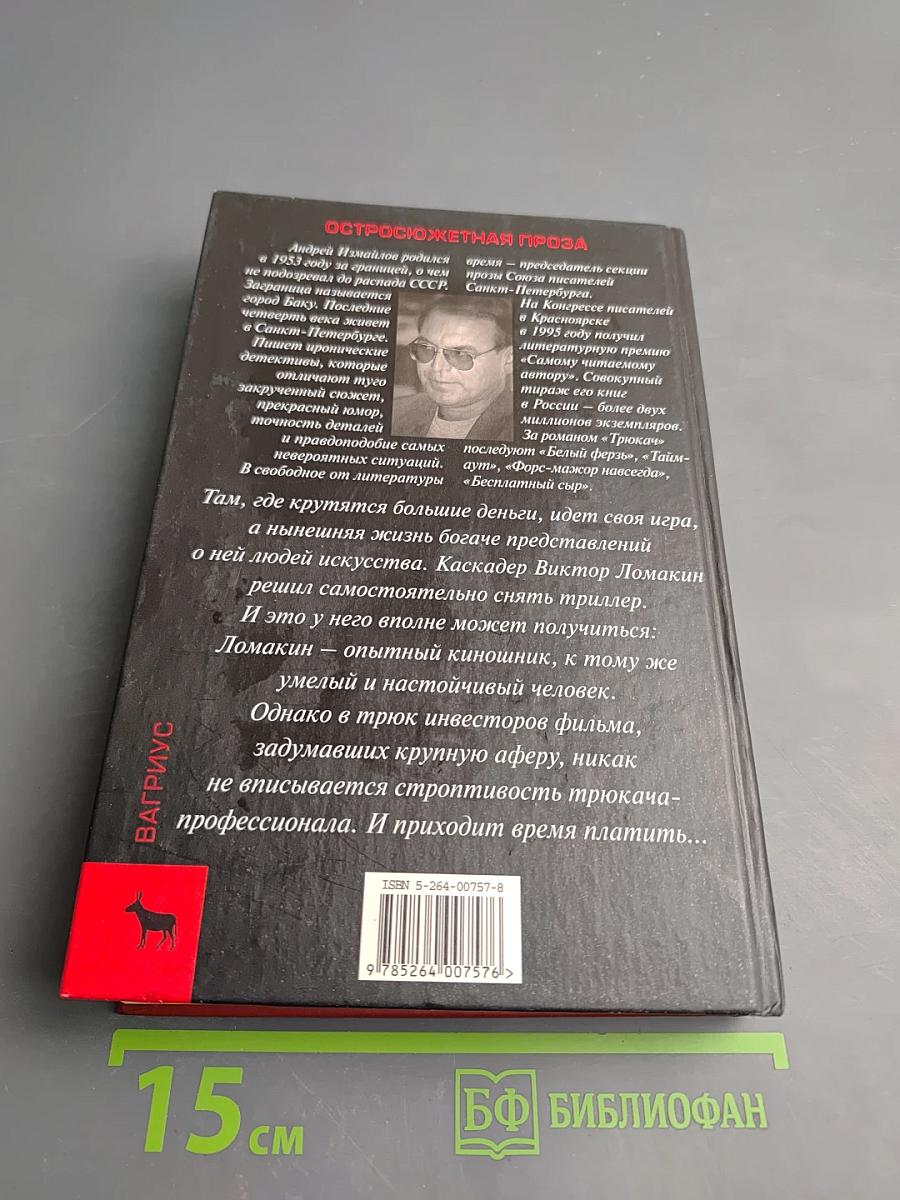 ОСТРОСЮЖЕТНАЯ ПРОЗА
Андрей Измайлов родился
в 1953 году за границей, о чем
не подозревал до распада СССР.
Заграница называется
город Баку. Последние
четверть века живет
в Санкт-Петербурге.
Пишет иронические
детективы, которые
отличают туго
закрученный сюжет,
прекрасный юмор,
точность деталей
и правдоподобие самых
невероятных ситуаций.
В свободное от литературы
время — председатель секции
прозы Союза писателей
Санкт-Петербурга.
На Конгрессе писателей
в Красноярске
в 1995 году получил
литературную премию
«Самому читаемому
автору». Совокупный
тираж его книг
в России — более двух
миллионов экземпляров.
За романом «Трюкач»
последуют «Белый ферзь», «Тайм-
аут», «Форс-мажор навсегда»,
«Бесплатный сыр».
Там, где крутятся большие деньги, идет своя игра,
а нынешняя жизнь богаче представлений
о ней людей искусства. Каскадер Виктор Ломакин
решил самостоятельно снять триллер.
И это у него вполне может получиться:
Ломакин — опытный киношник, к тому же
умелый и настойчивый человек.
Однако в трюк инвесторов фильма,
задумавших крупную аферу, никак
не вписывается строптивость трюкача-
профессионала. И приходит время платить...
ВАГРИУС
ISBN 5-264-00757-8
9 785264 007576 >
15 см
БФ БИБЛИОФАН